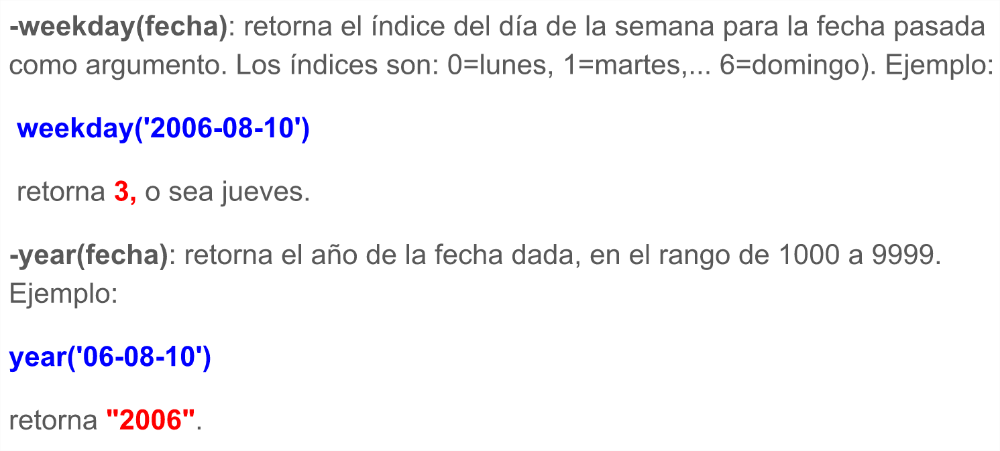 -weekday(fecha): retorna el índice del día de la semana para la fecha pasada
como argumento. Los índices son: 0=lunes, 1=martes,... 6=domingo). Ejemplo:
weekday('2006-08-10')
retorna 3, o sea jueves.
-year(fecha): retorna el año de la fecha dada, en el rango de 1000 a 9999.
Ejemplo:
year('06-08-10')
retorna "2006".